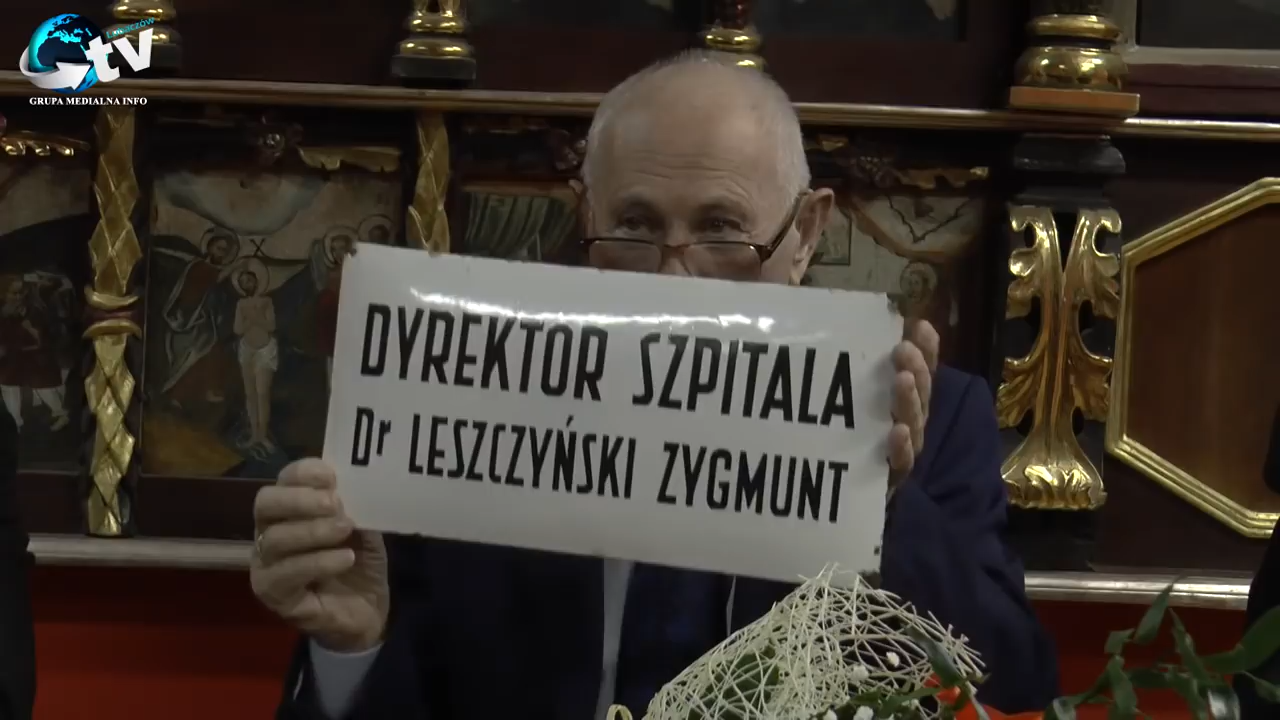 tv
GRUPA MEDIALNA INFO
DYREKTOR SZPITALA
Dr LESZCZYŃSKI ZYGMUNT